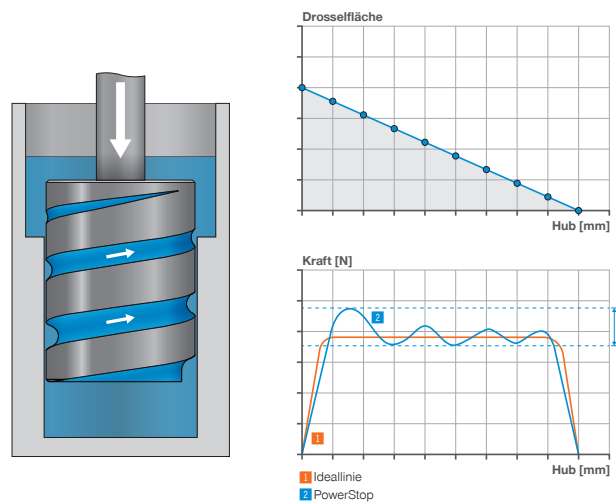 Drosselfläche
Hub [mm]
Kraft [N]
2
1
Hub [mm]
1 Ideallinie
2 PowerStop